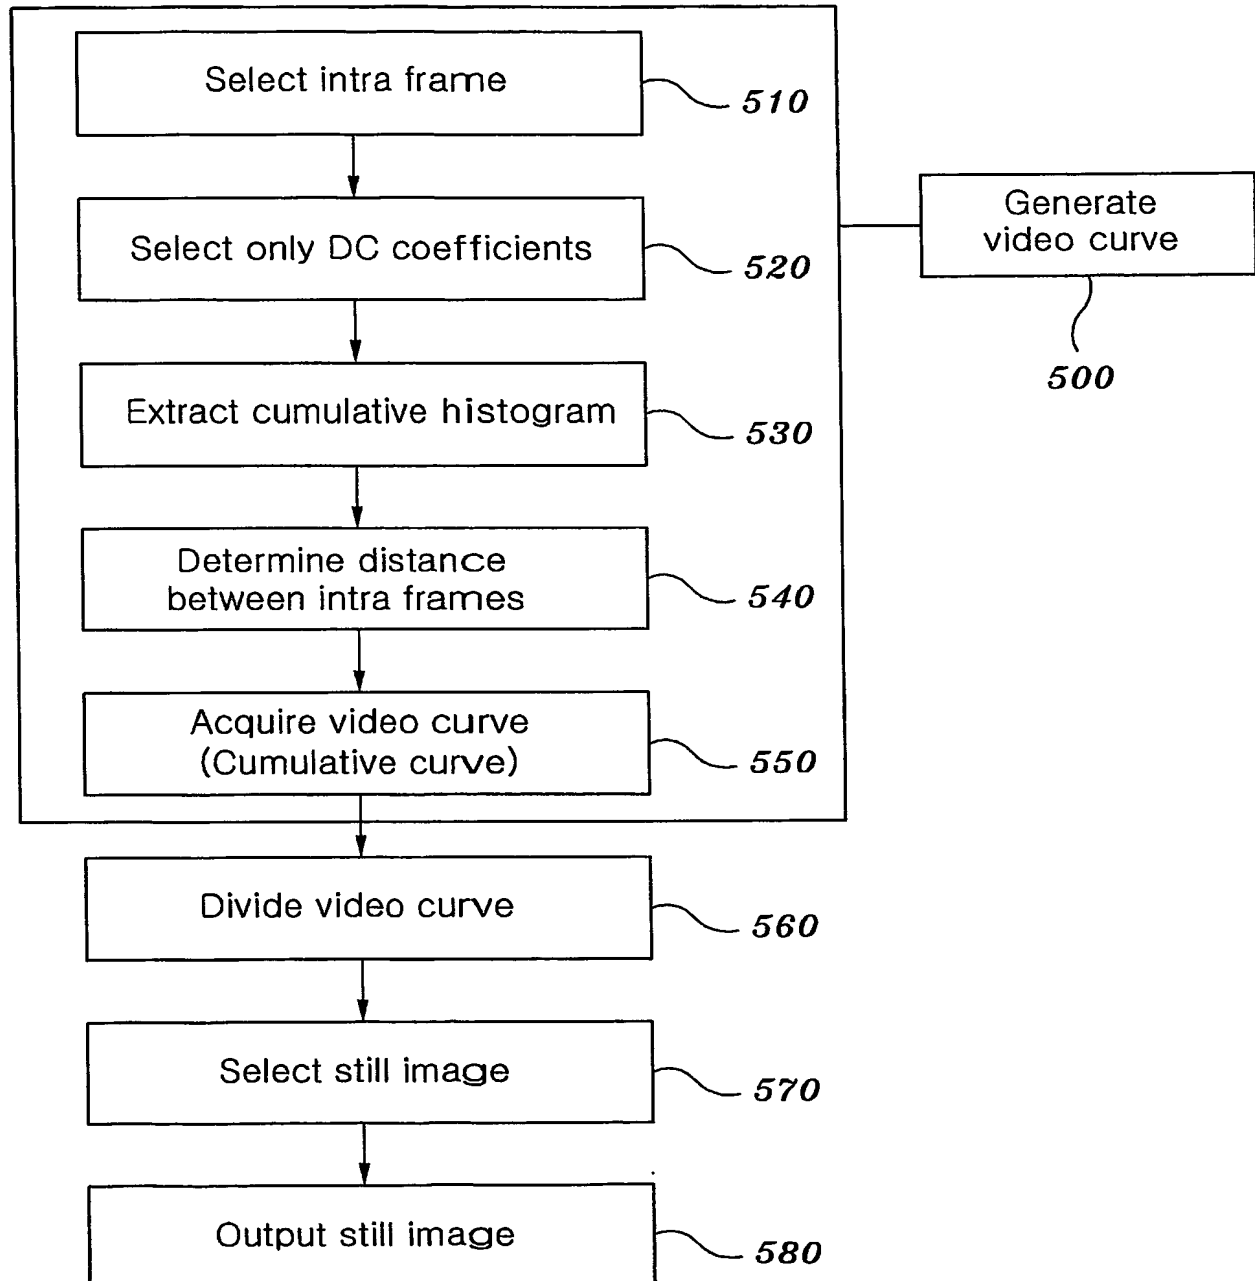 Select intra frame
510
Select only DC coefficients
520
Generate
video curve
500
Extract cumulative histogram
530
Determine distance
between intra frames
540
Acquire video curve
(Cumulative curve)
550
Divide video curve
560
Select still image
570
Output still image
580